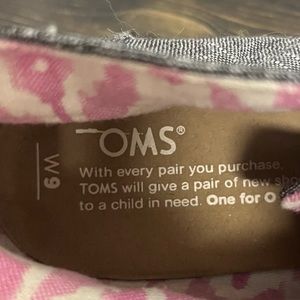 TOMS®
W9
With every pair you purchase,
TOMS will give a pair of new shoes
to a child in need. One for O